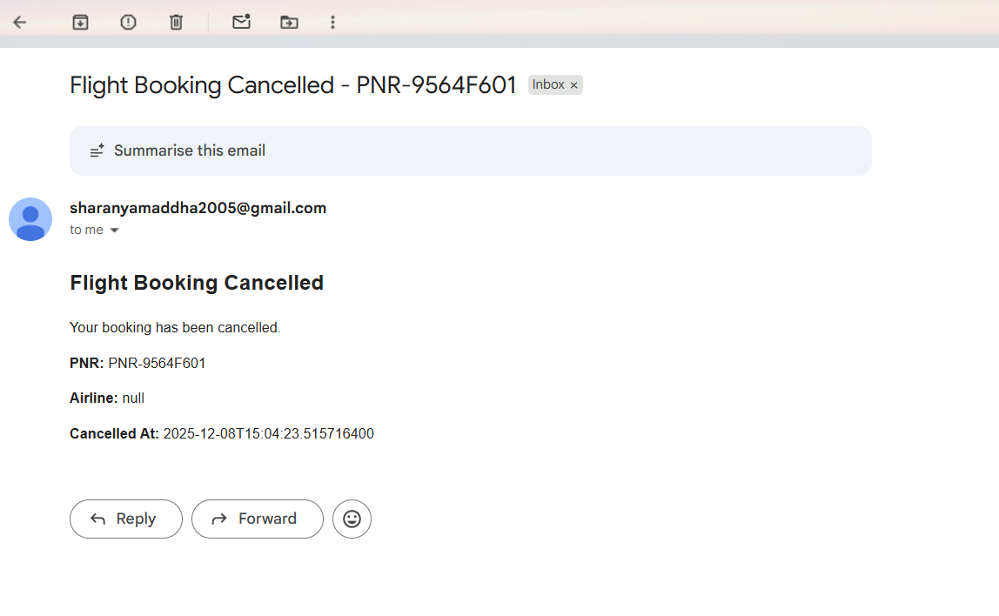 Flight Booking Cancelled - PNR-9564F601 Inbox ×
Summarise this email
sharanyamaddha2005@gmail.com
to me
Flight Booking Cancelled
Your booking has been cancelled.
PNR: PNR-9564F601
Airline: null
Cancelled At: 2025-12-08T15:04:23.515716400
Reply Forward